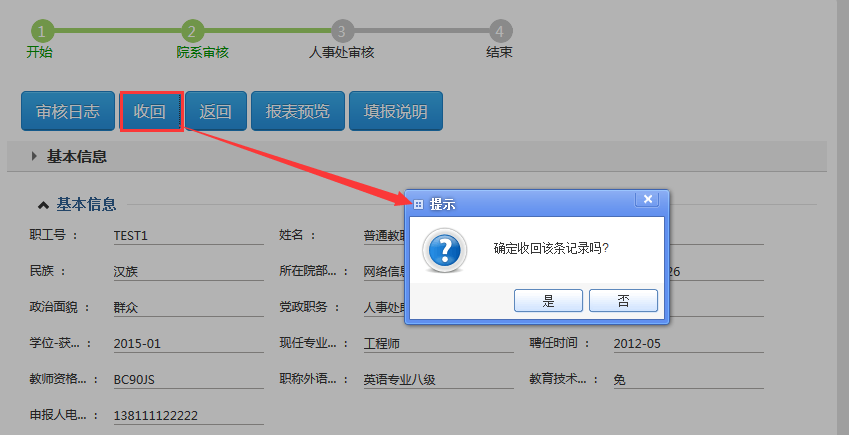 1 2 3 4
开始 院系审核 人事处审核 结束
审核日志 收回 返回 报表预览 填报说明
基本信息
提示
基本信息
职工号 : TEST1 姓名 : 普通教职
确定收回该条记录吗?
民族 : 汉族 所在院部... : 网络信息 26
是 否
政治面貌 : 群众 党政职务 : 人事处
学位-获... : 2015-01 现任专业... : 工程师 聘任时间 : 2012-05
教师资格... : BC90JS 职称外语... : 英语专业八级 教育技术... : 免
申报人电... : 138111122222